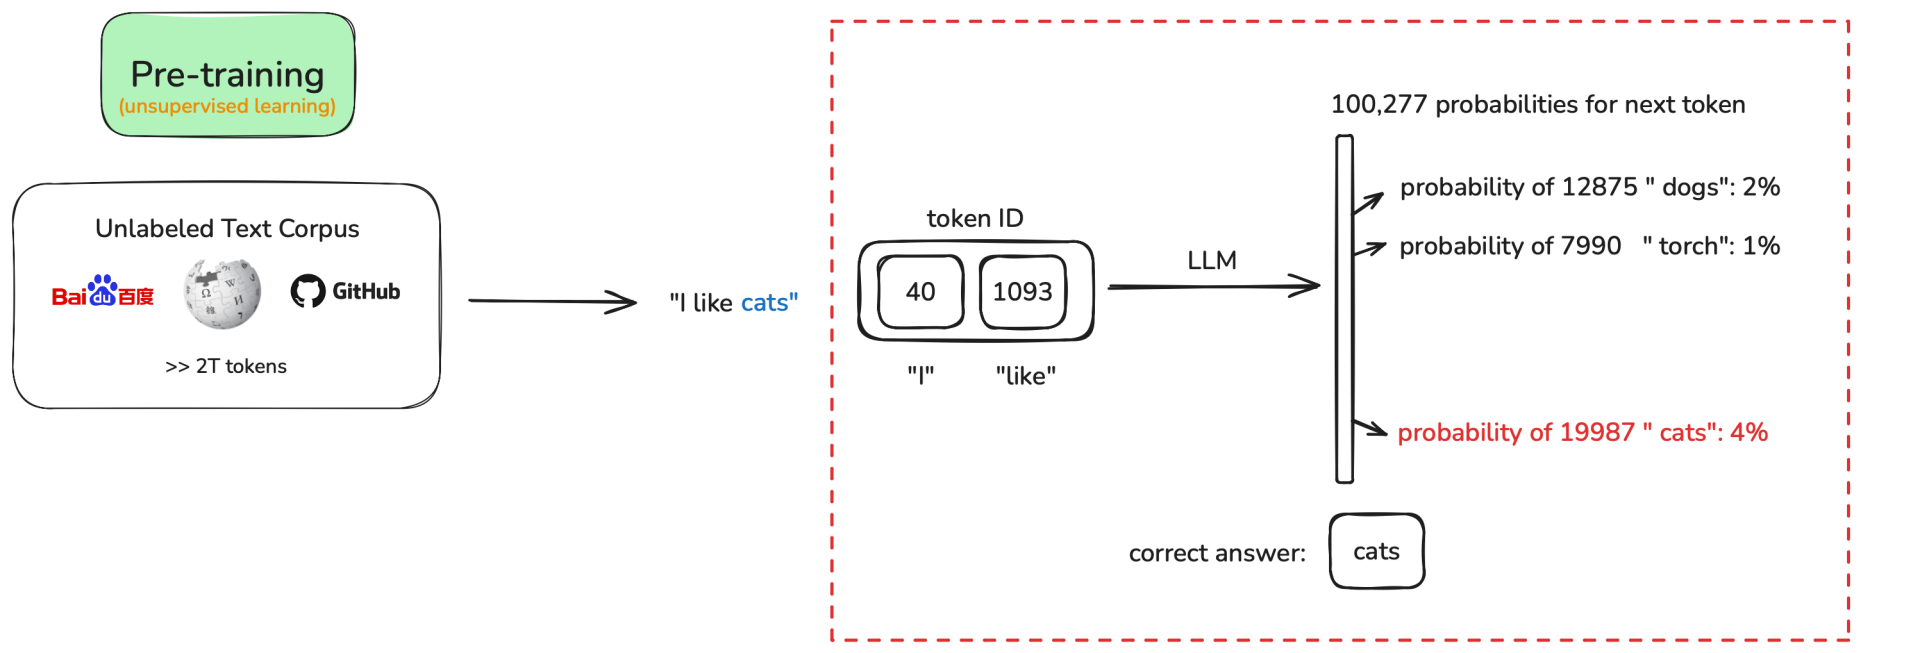 Pre-training
(unsupervised learning)
Unlabeled Text Corpus
Bai du 百度
GitHub
>> 2T tokens
"I like cats"
token ID
40
1093
"I"
"like"
LLM
100,277 probabilities for next token
probability of 12875 " dogs": 2%
probability of 7990 " torch": 1%
probability of 19987 " cats": 4%
correct answer:
cats